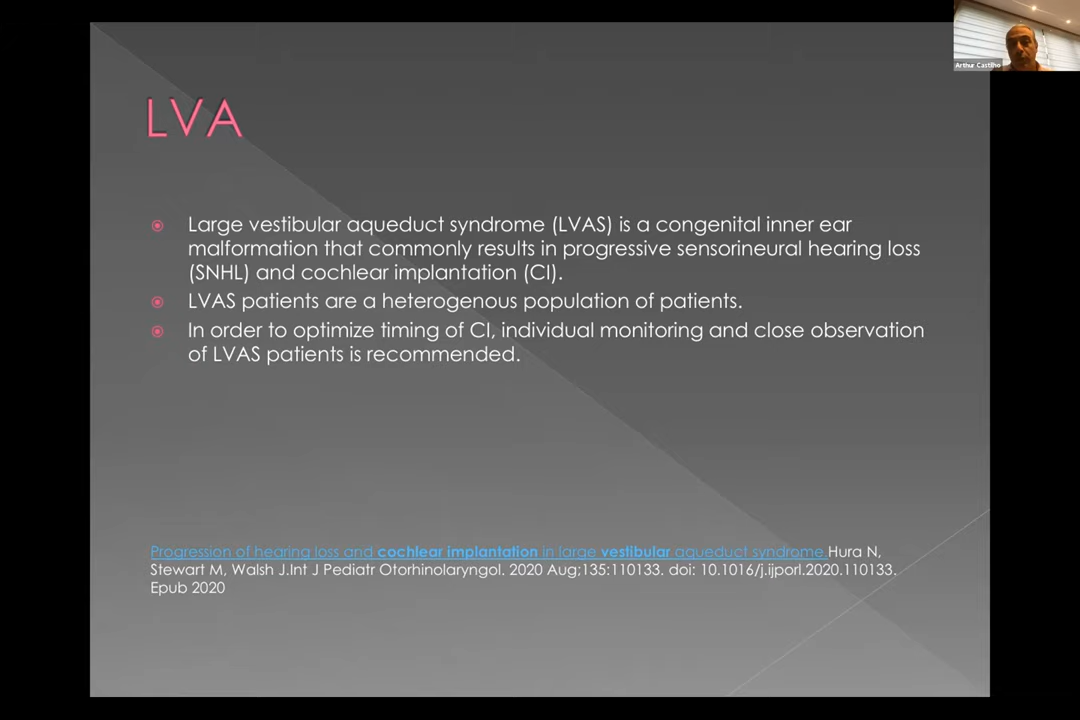 Arthur Castilho
LVA
Large vestibular aqueduct syndrome (LVAS) is a congenital inner ear
malformation that commonly results in progressive sensorineural hearing loss
(SNHL) and cochlear implantation (CI).
LVAS patients are a heterogenous population of patients.
In order to optimize timing of CI, individual monitoring and close observation
of LVAS patients is recommended.
Progression of hearing loss and cochlear implantation in large vestibular aqueduct syndrome.Hura N,
Stewart M, Walsh J.Int J Pediatr Otorhinolaryngol. 2020 Aug;135:110133. doi: 10.1016/j.ijporl.2020.110133.
Epub 2020